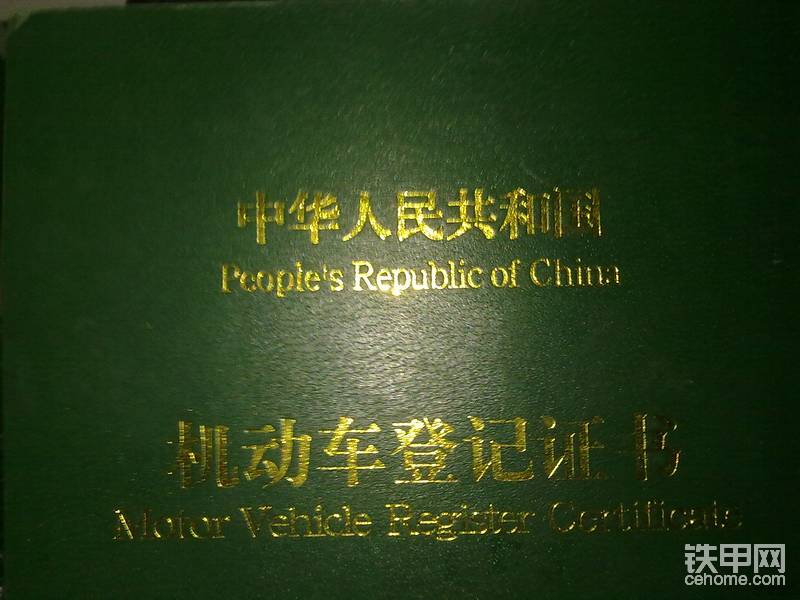 中华人民共和国
People's Republic of China
机动车登记证书
Motor Vehicle Register Certificate
铁甲网
cehome.com